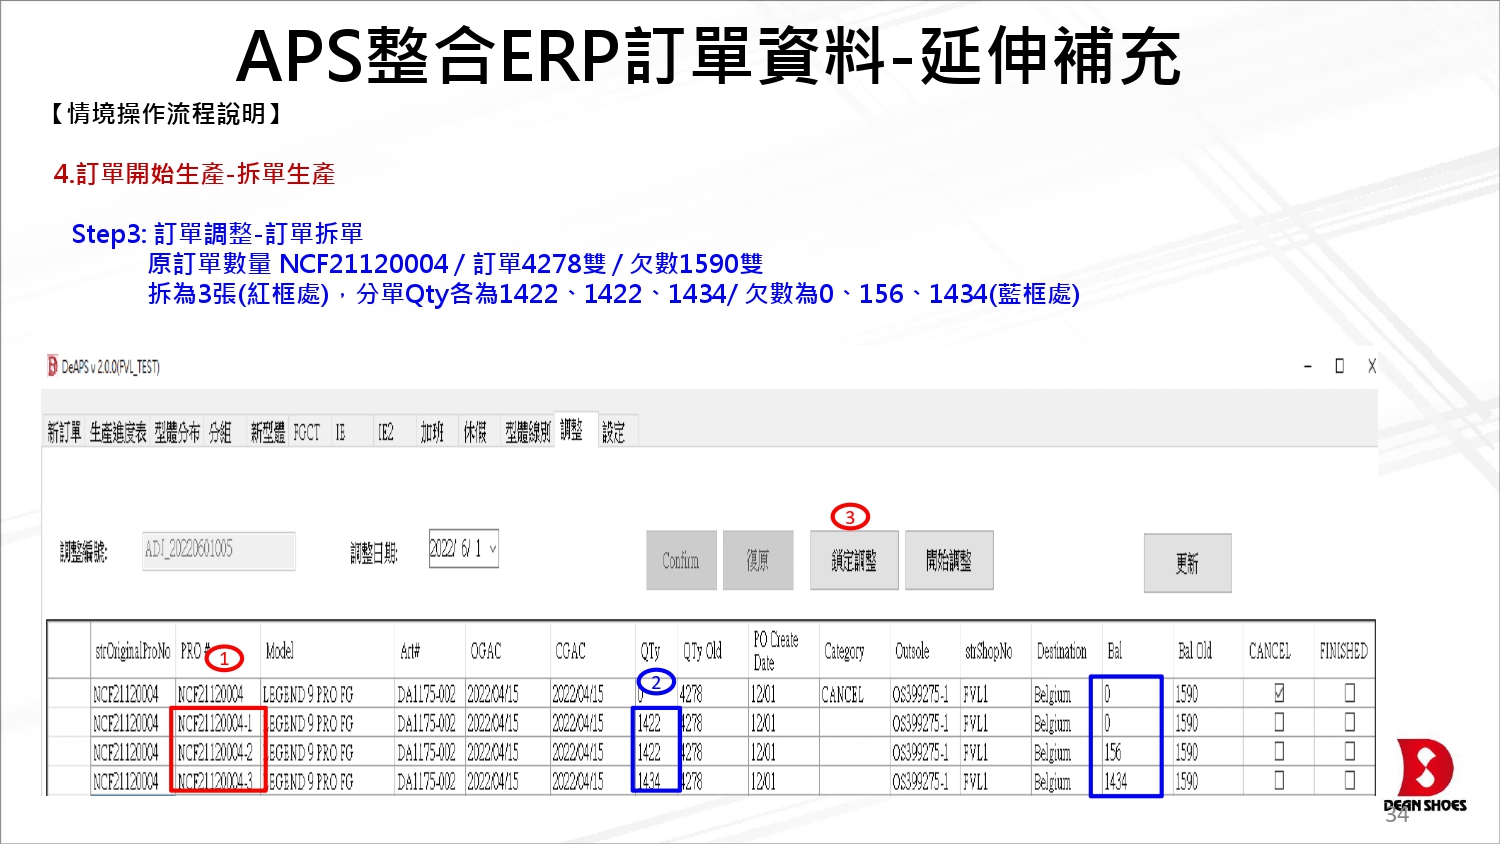 APS整合ERP訂單資料-延伸補充
【情境操作流程說明】
4.訂單開始生產-拆單生產
Step3: 訂單調整-訂單拆單
原訂單數量 NCF21120004 / 訂單4278雙 / 欠數1590雙
拆為3張(紅框處)，分單Qty各為1422、1422、1434/ 欠數為0、156、1434(藍框處)
DeAPS v 2.0.0(FVL_TEST)
新訂單 生產進度表 型體分布 分組 新型體 FGCT IE IE2 加班 休假 型體線別 調整 設定
3
調整編號: ADJ_20220601005 調整日期: 2022/ 6/ 1 Confirm 復原 鎖定調整 開始調整 更新
strOriginalProNo PRO # 1 Model Art# OGAC CGAC QTy QTy Old PO Create Date Category Outsole strShopNo Destination Bal Bal Old CANCEL FINISHED
2
NCF21120004 NCF21120004 LEGEND 9 PRO FG DA1175-002 2022/04/15 2022/04/15 0 4278 12/01 CANCEL OS399275-1 FVL1 Belgium 0 1590
NCF21120004 NCF21120004-1 LEGEND 9 PRO FG DA1175-002 2022/04/15 2022/04/15 1422 4278 12/01 OS399275-1 FVL1 Belgium 0 1590
NCF21120004 NCF21120004-2 LEGEND 9 PRO FG DA1175-002 2022/04/15 2022/04/15 1422 4278 12/01 OS399275-1 FVL1 Belgium 156 1590
NCF21120004 NCF21120004-3 LEGEND 9 PRO FG DA1175-002 2022/04/15 2022/04/15 1434 4278 12/01 OS399275-1 FVL1 Belgium 1434 1590
DEAN SHOES
34